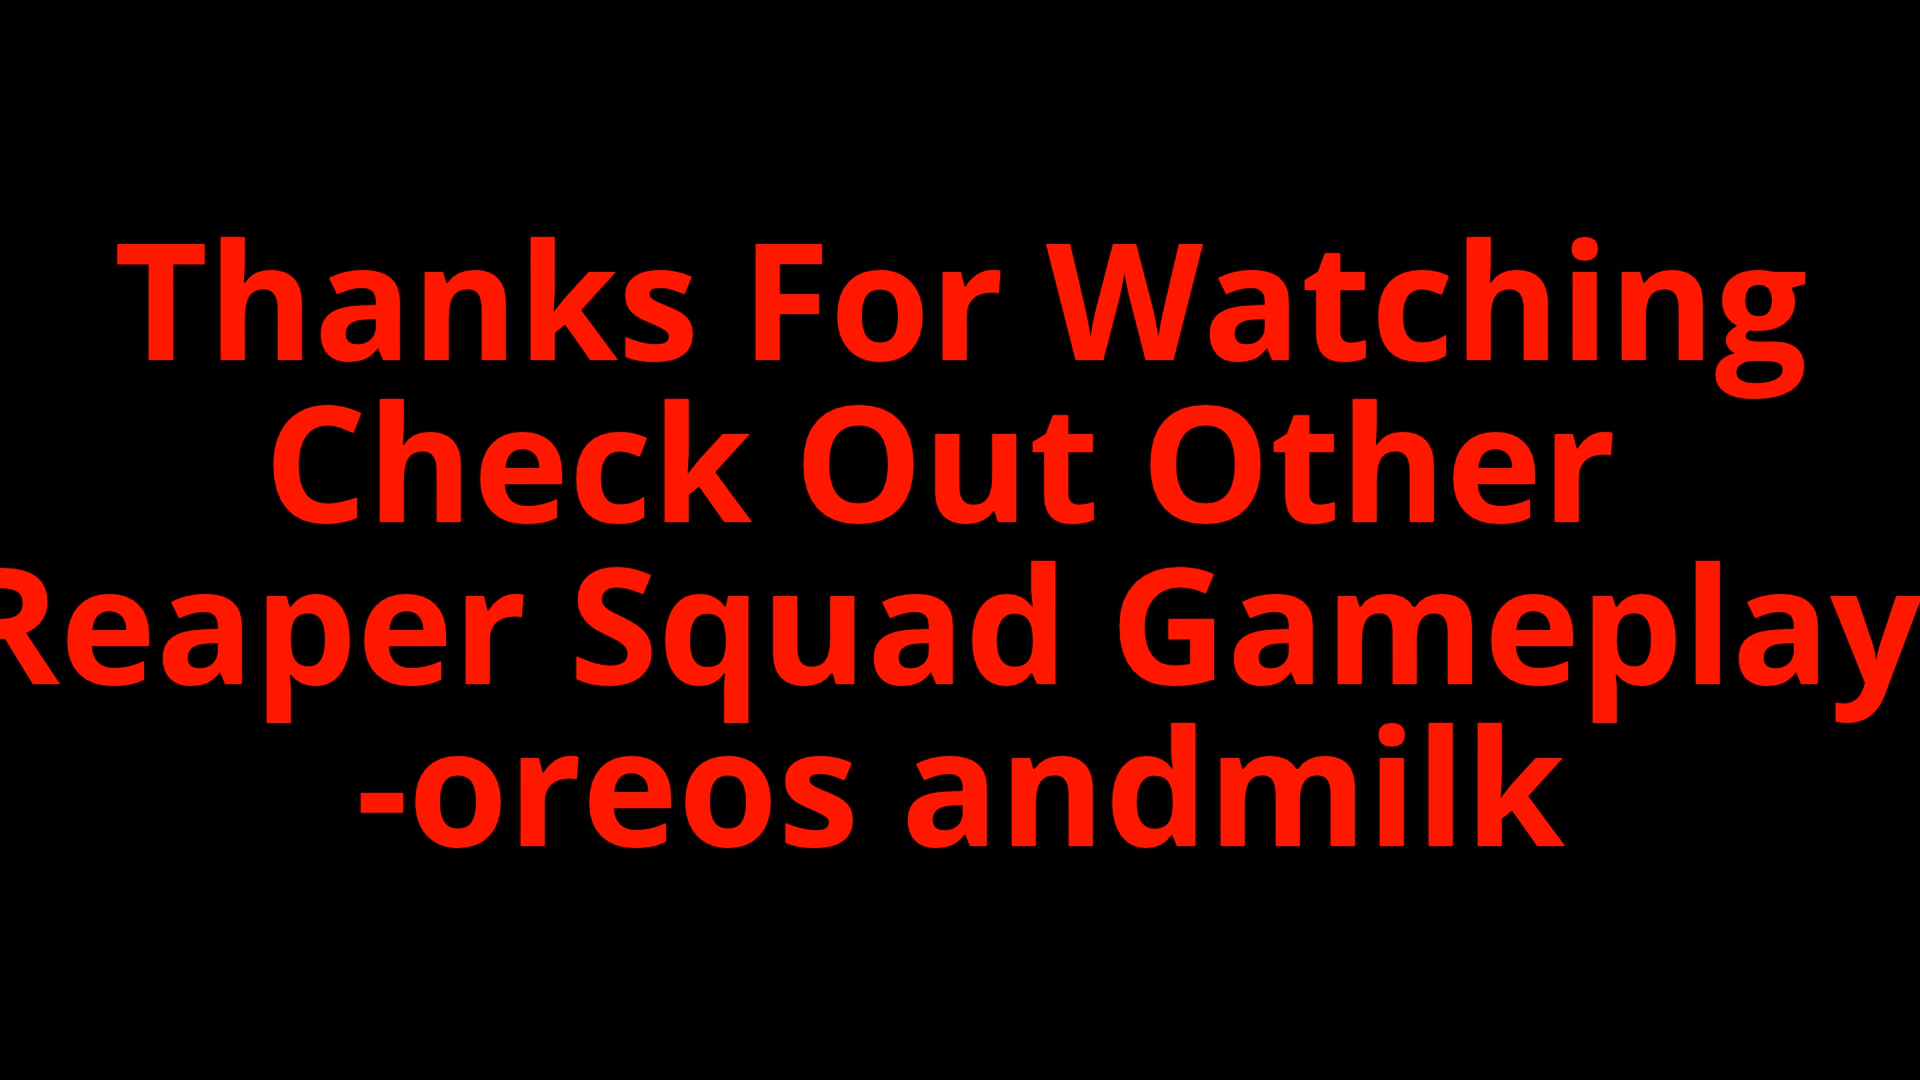 Thanks For Watching
Check Out Other
Reaper Squad Gameplay
-oreos andmilk